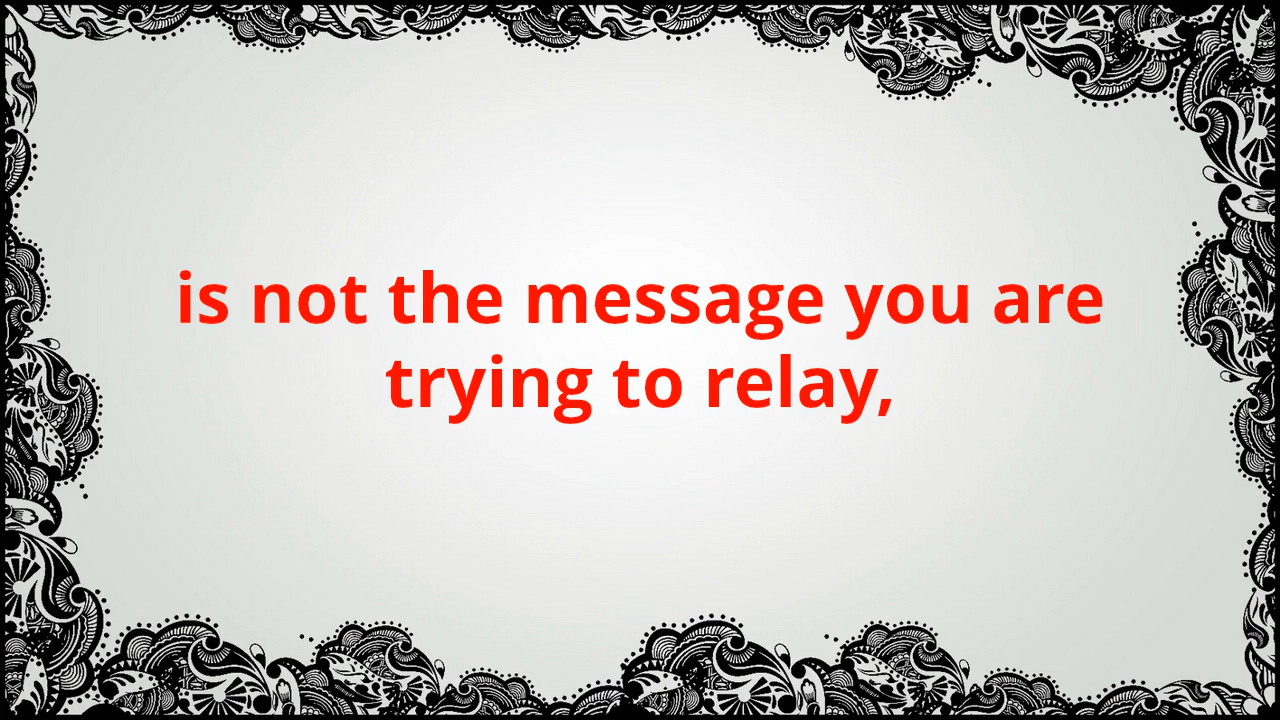 is not the message you are
trying to relay,